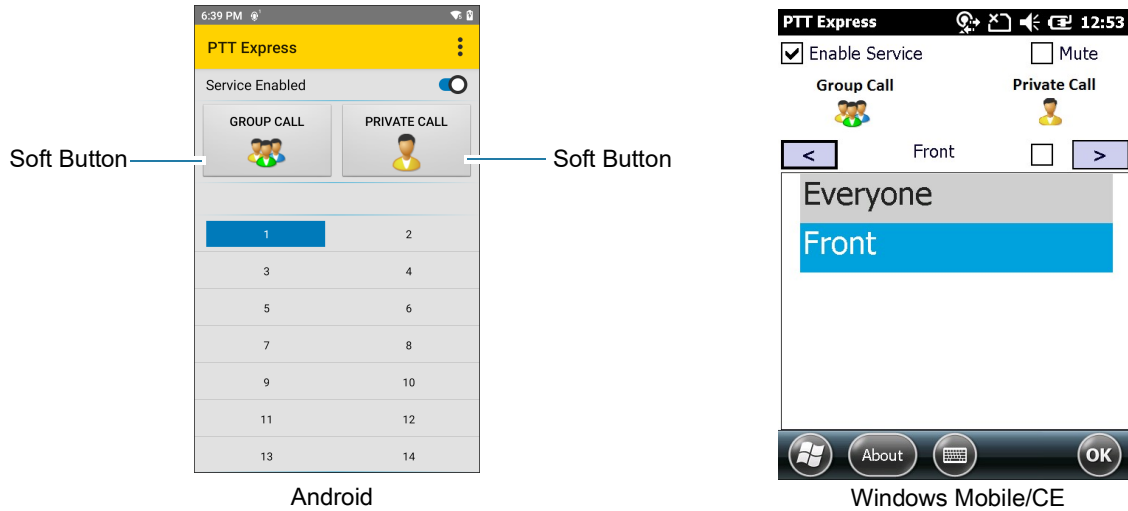 6:39 PM
PTT Express
Service Enabled
GROUP CALL
PRIVATE CALL
Soft Button
Soft Button
1
2
3
4
5
6
7
8
9
10
11
12
13
14
Android
PTT Express
12:53
Enable Service
Mute
Group Call
Private Call
<
Front
>
Everyone
Front
About
OK
Windows Mobile/CE